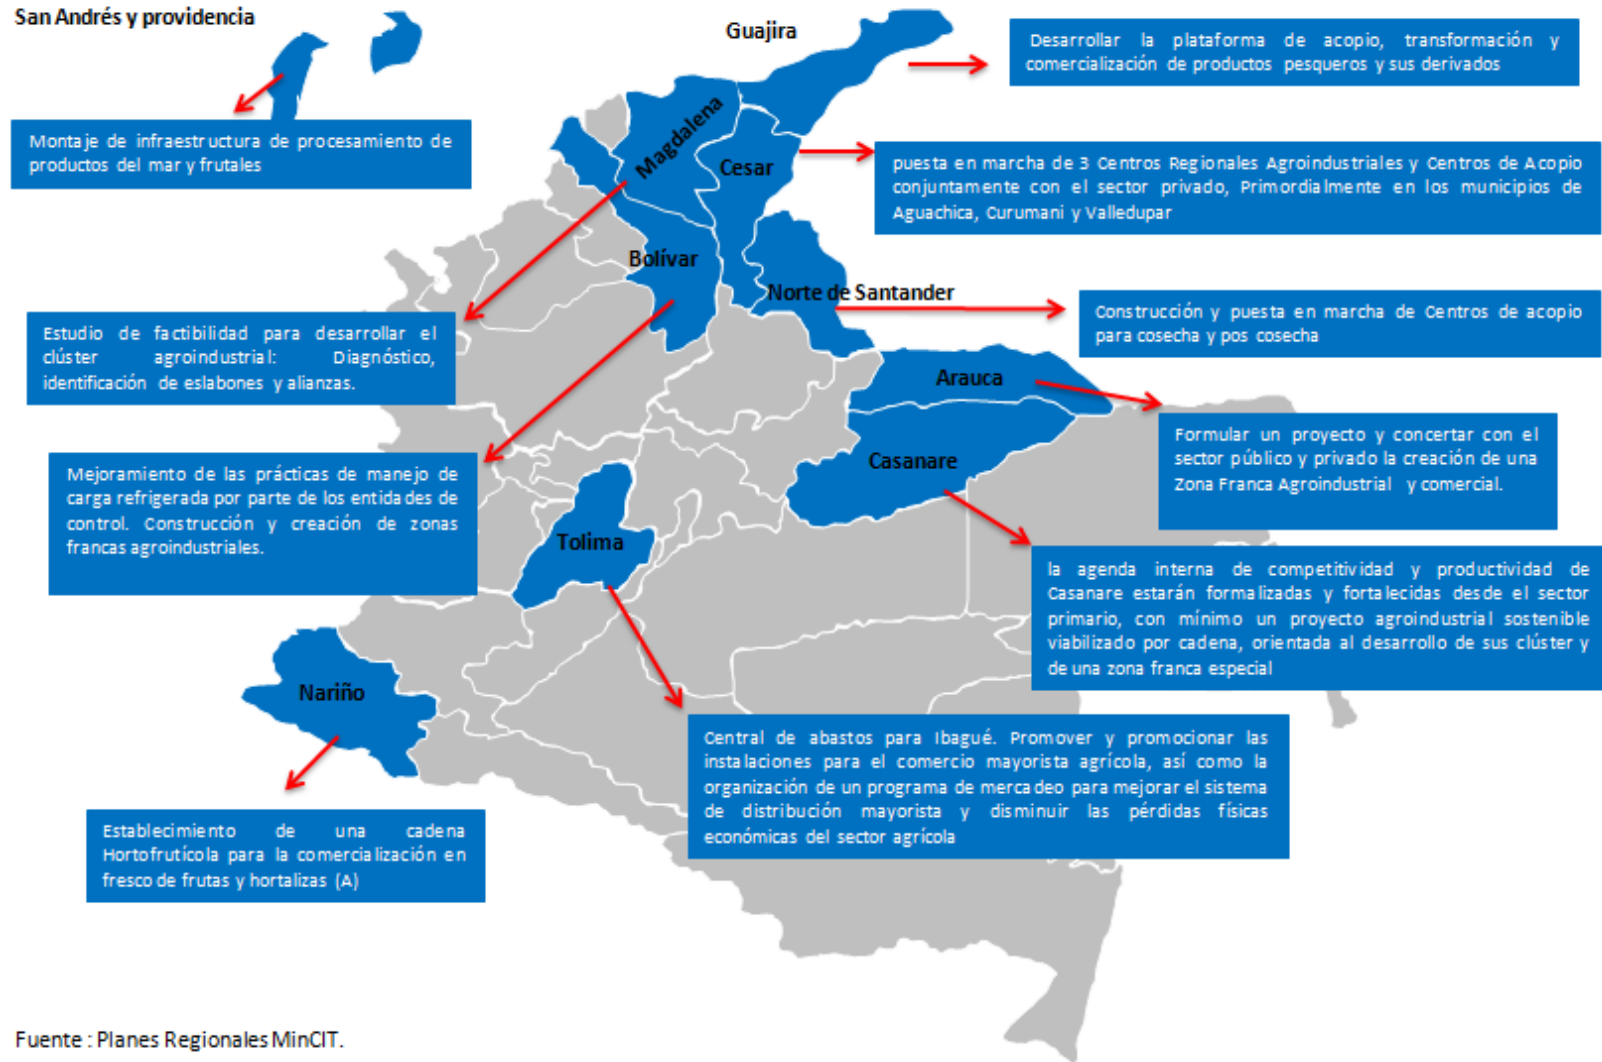 San Andrés y providencia
Guajira
Desarrollar la plataforma de acopio, transformación y
comercialización de productos pesqueros y sus derivados
Montaje de infraestructura de procesamiento de
productos del mar y frutales
Magdalena
Cesar
puesta en marcha de 3 Centros Regionales Agroindustriales y Centros de Acopio
conjuntamente con el sector privado, Primordialmente en los municipios de
Aguachica, Curumani y Valledupar
Bolívar
Norte de Santander
Construcción y puesta en marcha de Centros de acopio
para cosecha y pos cosecha
Estudio de factibilidad para desarrollar el
clúster agroindustrial: Diagnóstico,
identificación de eslabones y alianzas.
Arauca
Formular un proyecto y concertar con el
sector público y privado la creación de una
Zona Franca Agroindustrial y comercial.
Casanare
Mejoramiento de las prácticas de manejo de
carga refrigerada por parte de los entidades de
control. Construcción y creación de zonas
francas agroindustriales.
Tolima
la agenda interna de competitividad y productividad de
Casanare estarán formalizadas y fortalecidas desde el sector
primario, con mínimo un proyecto agroindustrial sostenible
viabilizado por cadena, orientada al desarrollo de sus clúster y
de una zona franca especial
Nariño
Central de abastos para Ibagué. Promover y promocionar las
instalaciones para el comercio mayorista agrícola, así como la
organización de un programa de mercadeo para mejorar el sistema
de distribución mayorista y disminuir las pérdidas físicas
económicas del sector agrícola
Establecimiento de una cadena
Hortofrutícola para la comercialización en
fresco de frutas y hortalizas (A)
Fuente : Planes Regionales MinCIT.